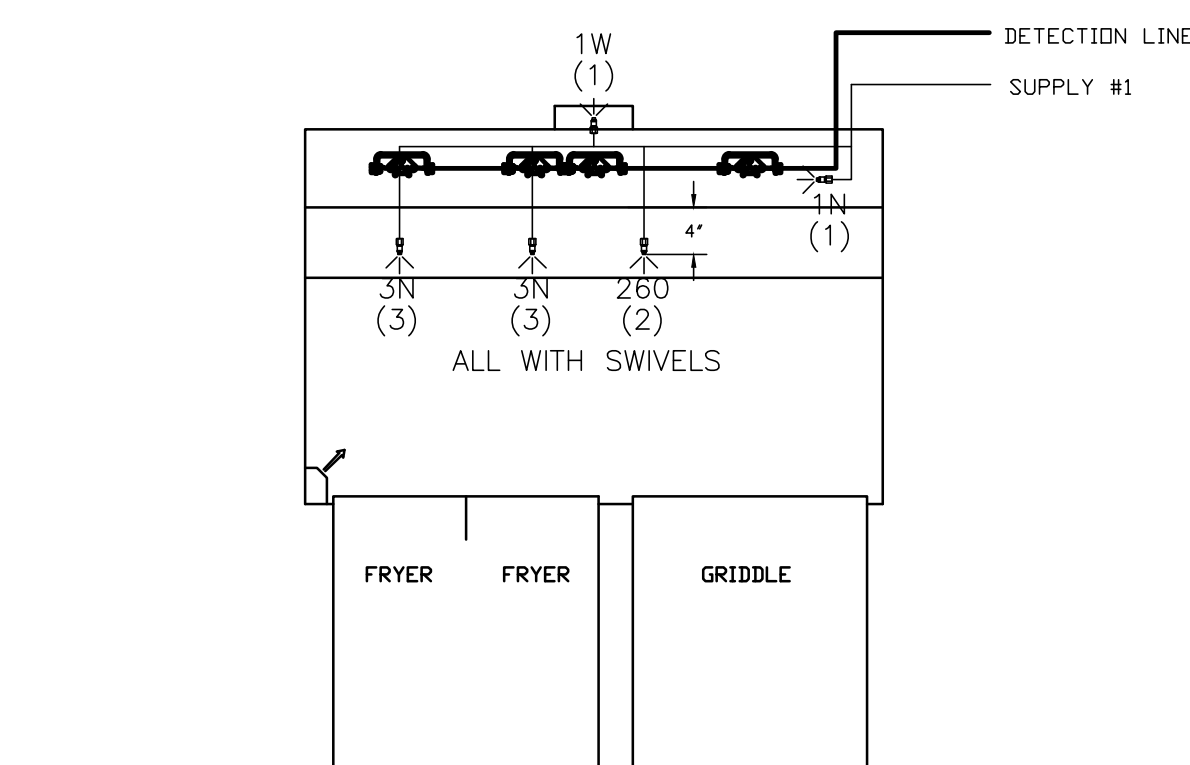 DETECTION LINE
1W
(1)
SUPPLY #1
1N
(1)
4"
3N
(3)
3N
(3)
260
(2)
ALL WITH SWIVELS
FRYER
FRYER
GRIDDLE